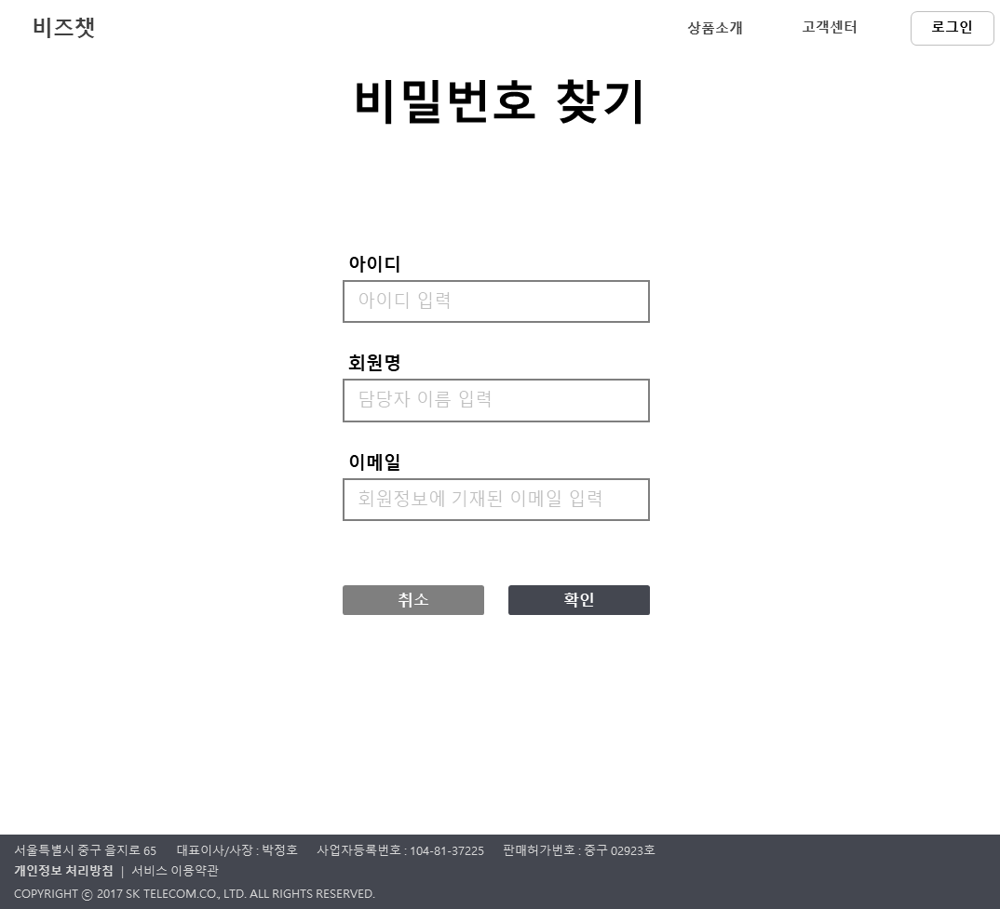 비즈챗 상품소개 고객센터 로그인
비밀번호 찾기
아이디
아이디 입력
회원명
담당자 이름 입력
이메일
회원정보에 기재된 이메일 입력
취소 확인
서울특별시 중구 을지로 65 대표이사/사장 : 박정호 사업자등록번호 : 104-81-37225 판매허가번호 : 중구 02923호
개인정보 처리방침 | 서비스 이용약관
COPYRIGHT ⓒ 2017 SK TELECOM.CO., LTD. ALL RIGHTS RESERVED.